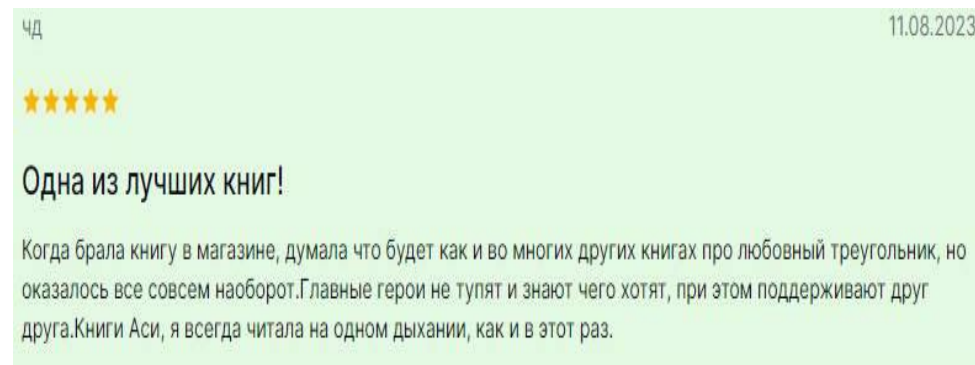 чд
11.08.2023
Одна из лучших книг!
Когда брала книгу в магазине, думала что будет как и во многих других книгах про любовный треугольник, но
оказалось все совсем наоборот.Главные герои не тупят и знают чего хотят, при этом поддерживают друг
друга.Книги Аси, я всегда читала на одном дыхании, как и в этот раз.